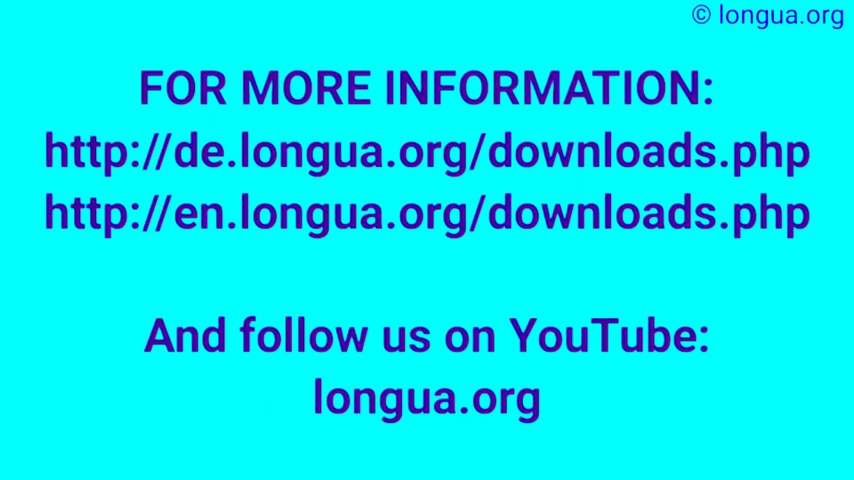 © longua.org
FOR MORE INFORMATION:
http://de.longua.org/downloads.php
http://en.longua.org/downloads.php
And follow us on YouTube:
longua.org